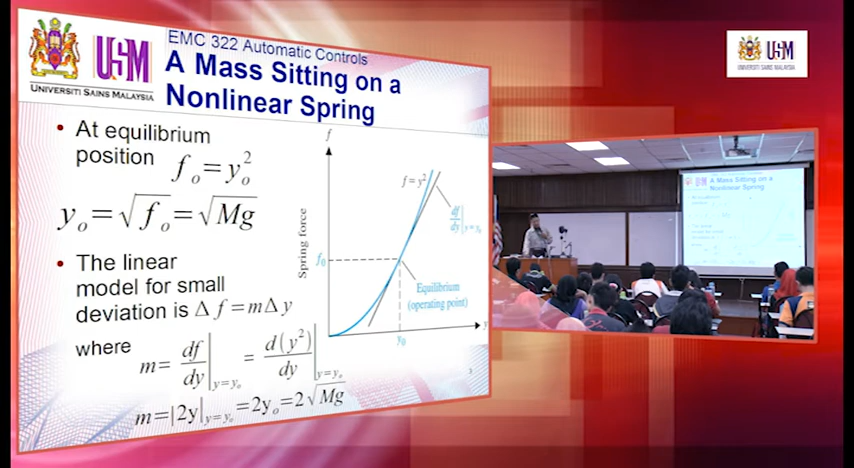 USM
UNIVERSITI SAINS MALAYSIA
EMC 322 Automatic Controls
A Mass Sitting on a
Nonlinear Spring
• At equilibrium
position f_o = y_o^2
y_o = √f_o = √Mg
• The linear
model for small
deviation is Δf = mΔy
where
m = df/dy |_{y=y_o} = d(y^2)/dy |_{y=y_o}
m = |2y|_{y=y_o} = 2y_o = 2√Mg
f
f = y^2
df/dy |_{y=y_0}
Spring force
f_0
Equilibrium
(operating point)
y_0
y
USM
UNIVERSITI SAINS MALAYSIA
USM
A Mass Sitting on a
Nonlinear Spring